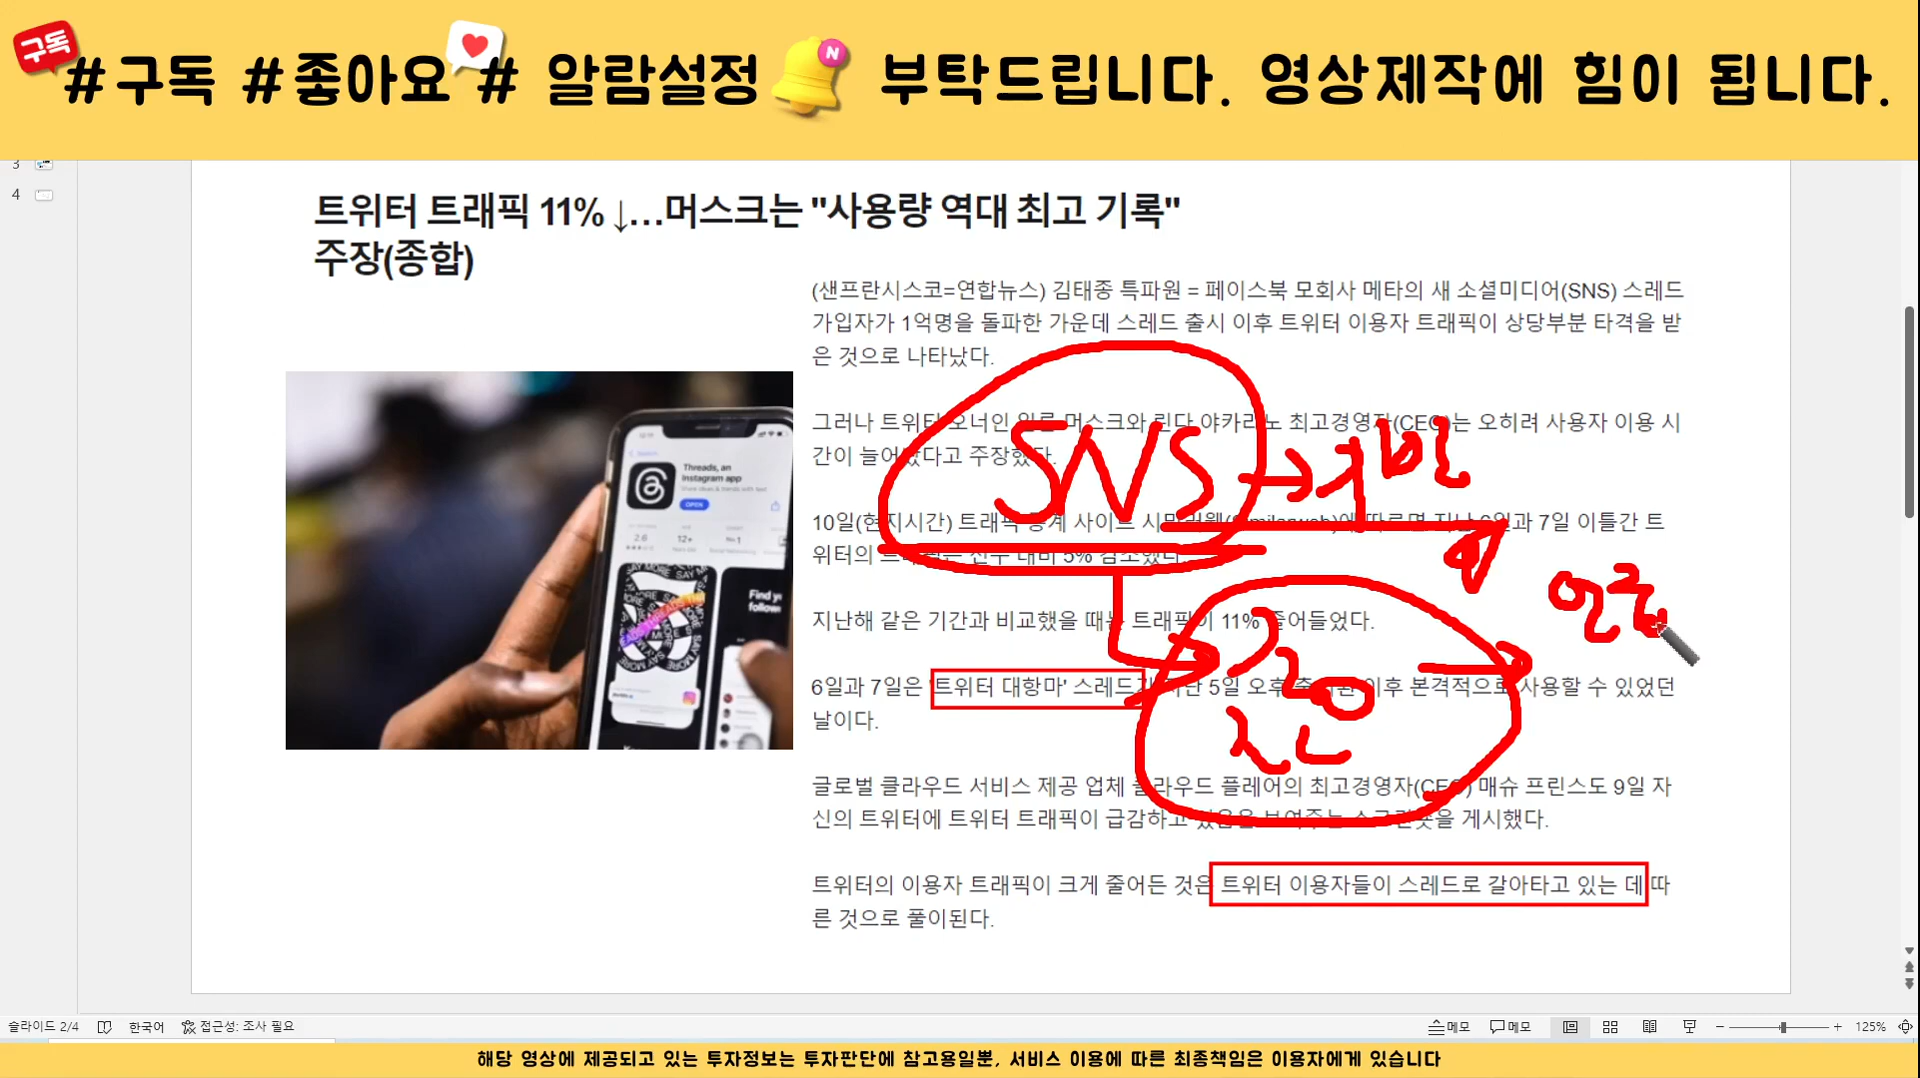 구독
#구독 #좋아요 # 알람설정 N 부탁드립니다. 영상제작에 힘이 됩니다.
3
4
트위터 트래픽 11%↓…머스크는 "사용량 역대 최고 기록"
주장(종합)
(샌프란시스코=연합뉴스) 김태종 특파원 = 페이스북 모회사 메타의 새 소셜미디어(SNS) 스레드
가입자가 1억명을 돌파한 가운데 스레드 출시 이후 트위터 이용자 트래픽이 상당부분 타격을 받
은 것으로 나타났다.
그러나 트위터 오너인 일론 머스크와 린다 야카리노 최고경영자(CEO)는 오히려 사용자 이용 시
간이 늘어났다고 주장했다.
SNS
기반
10일(현지시간) 트래픽 통계 사이트 시밀러웹(Similarweb)에 따르면 지난 6일과 7일 이틀간 트
위터의 트래픽은 전주 대비 5% 감소했다.
지난해 같은 기간과 비교했을 때는 트래픽이 11% 줄어들었다.
6일과 7일은 '트위터 대항마' 스레드가 지난 5일 오후 출시된 이후 본격적으로 사용할 수 있었던
날이다.
글로벌 클라우드 서비스 제공 업체 클라우드 플레어의 최고경영자(CEO) 매슈 프린스도 9일 자
신의 트위터에 트위터 트래픽이 급감하고 있음을 보여주는 스크린숏을 게시했다.
트위터의 이용자 트래픽이 크게 줄어든 것은 트위터 이용자들이 스레드로 갈아타고 있는 데 따
른 것으로 풀이된다.
Threads, an
Instagram app
OPEN
2.6
12+
No.1
SAY MORE
Find yo
follow
슬라이드 2/4 한국어 접근성: 조사 필요 메모 메모 125%
해당 영상에 제공되고 있는 투자정보는 투자판단에 참고용일뿐, 서비스 이용에 따른 최종책임은 이용자에게 있습니다